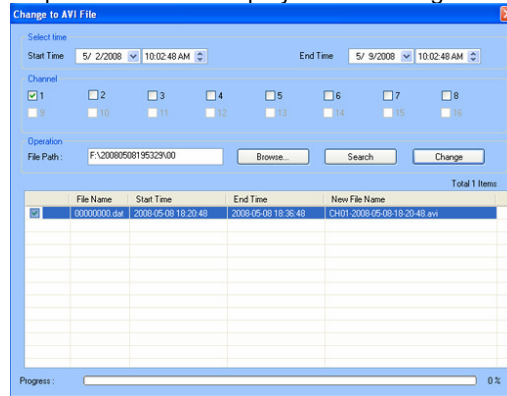 Change to AVI File
Select time
Start Time 5/ 2/2008 10:02:48 AM End Time 5/ 9/2008 10:02:48 AM
Channel
1 2 3 4 5 6 7 8
9 10 11 12 13 14 15 16
Operation
File Path : F:\20080508195329\00 Browse... Search Change
Total 1 Items
File Name Start Time End Time New File Name
00000000.dat 2008-05-08 18:20:48 2008-05-08 18:36:48 CH01-2008-05-08-18-20-48.avi
Progress : 0 %